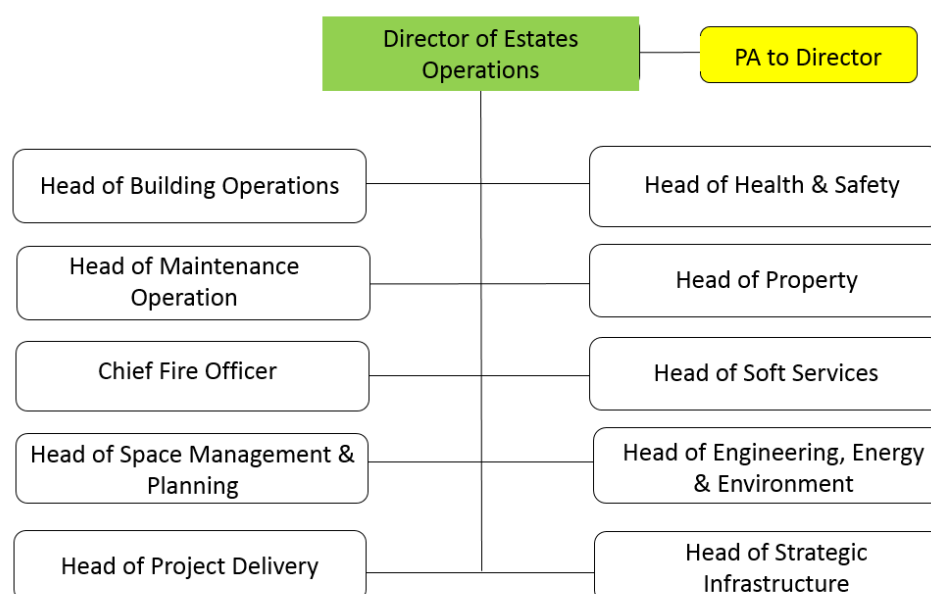 Director of Estates
Operations
PA to Director
Head of Building Operations
Head of Health & Safety
Head of Maintenance
Operation
Head of Property
Chief Fire Officer
Head of Soft Services
Head of Space Management &
Planning
Head of Engineering, Energy
& Environment
Head of Project Delivery
Head of Strategic
Infrastructure